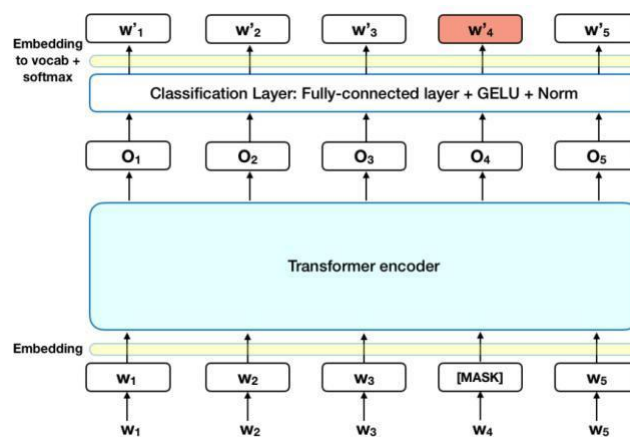 w'₁ w'₂ w'₃ w'₄ w'₅
Embedding
to vocab +
softmax
Classification Layer: Fully-connected layer + GELU + Norm
O₁ O₂ O₃ O₄ O₅
Transformer encoder
Embedding
w₁ w₂ w₃ [MASK] w₅
w₁ w₂ w₃ w₄ w₅